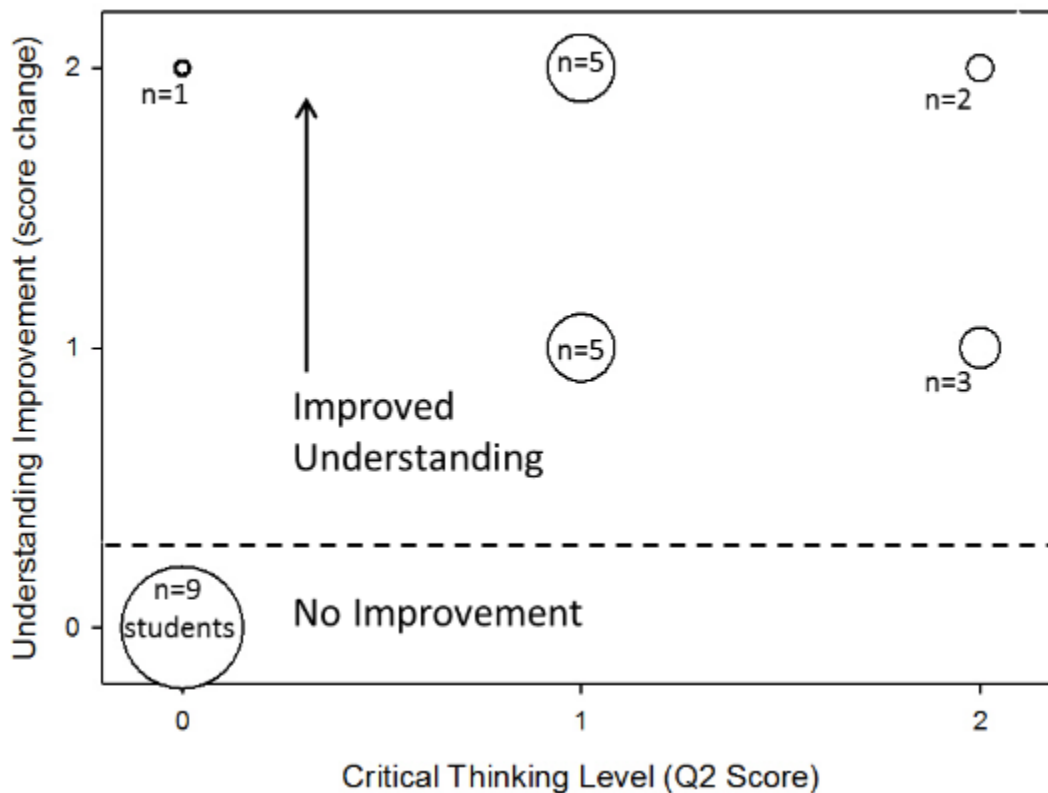 Understanding Improvement (score change)
2
n=1
n=5
n=2
1
n=5
n=3
Improved
Understanding
0
n=9
students
No Improvement
0
1
2
Critical Thinking Level (Q2 Score)